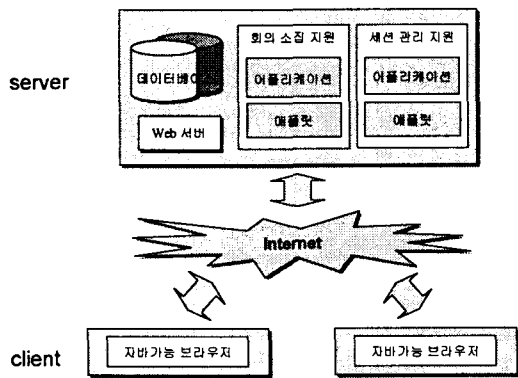 server
데이터베이스
Web 서버
회의 소집 지원
어플리케이션
애플릿
세션 관리 지원
어플리케이션
애플릿
Internet
client
자바가능 브라우저
자바가능 브라우저